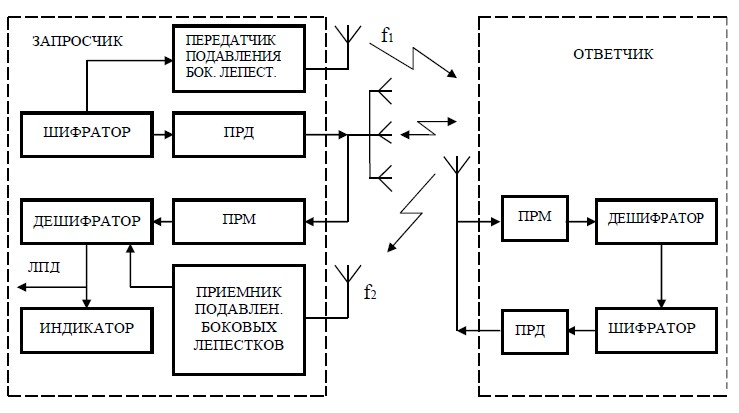 ЗАПРОСЧИК
ПЕРЕДАТЧИК
ПОДАВЛЕНИЯ
БОК. ЛЕПЕСТ.
f1
ОТВЕТЧИК
ШИФРАТОР
ПРД
ДЕШИФРАТОР
ПРМ
ПРМ
ДЕШИФРАТОР
ЛПД
ПРИЕМНИК
ПОДАВЛЕН.
БОКОВЫХ
ЛЕПЕСТКОВ
f2
ИНДИКАТОР
ПРД
ШИФРАТОР